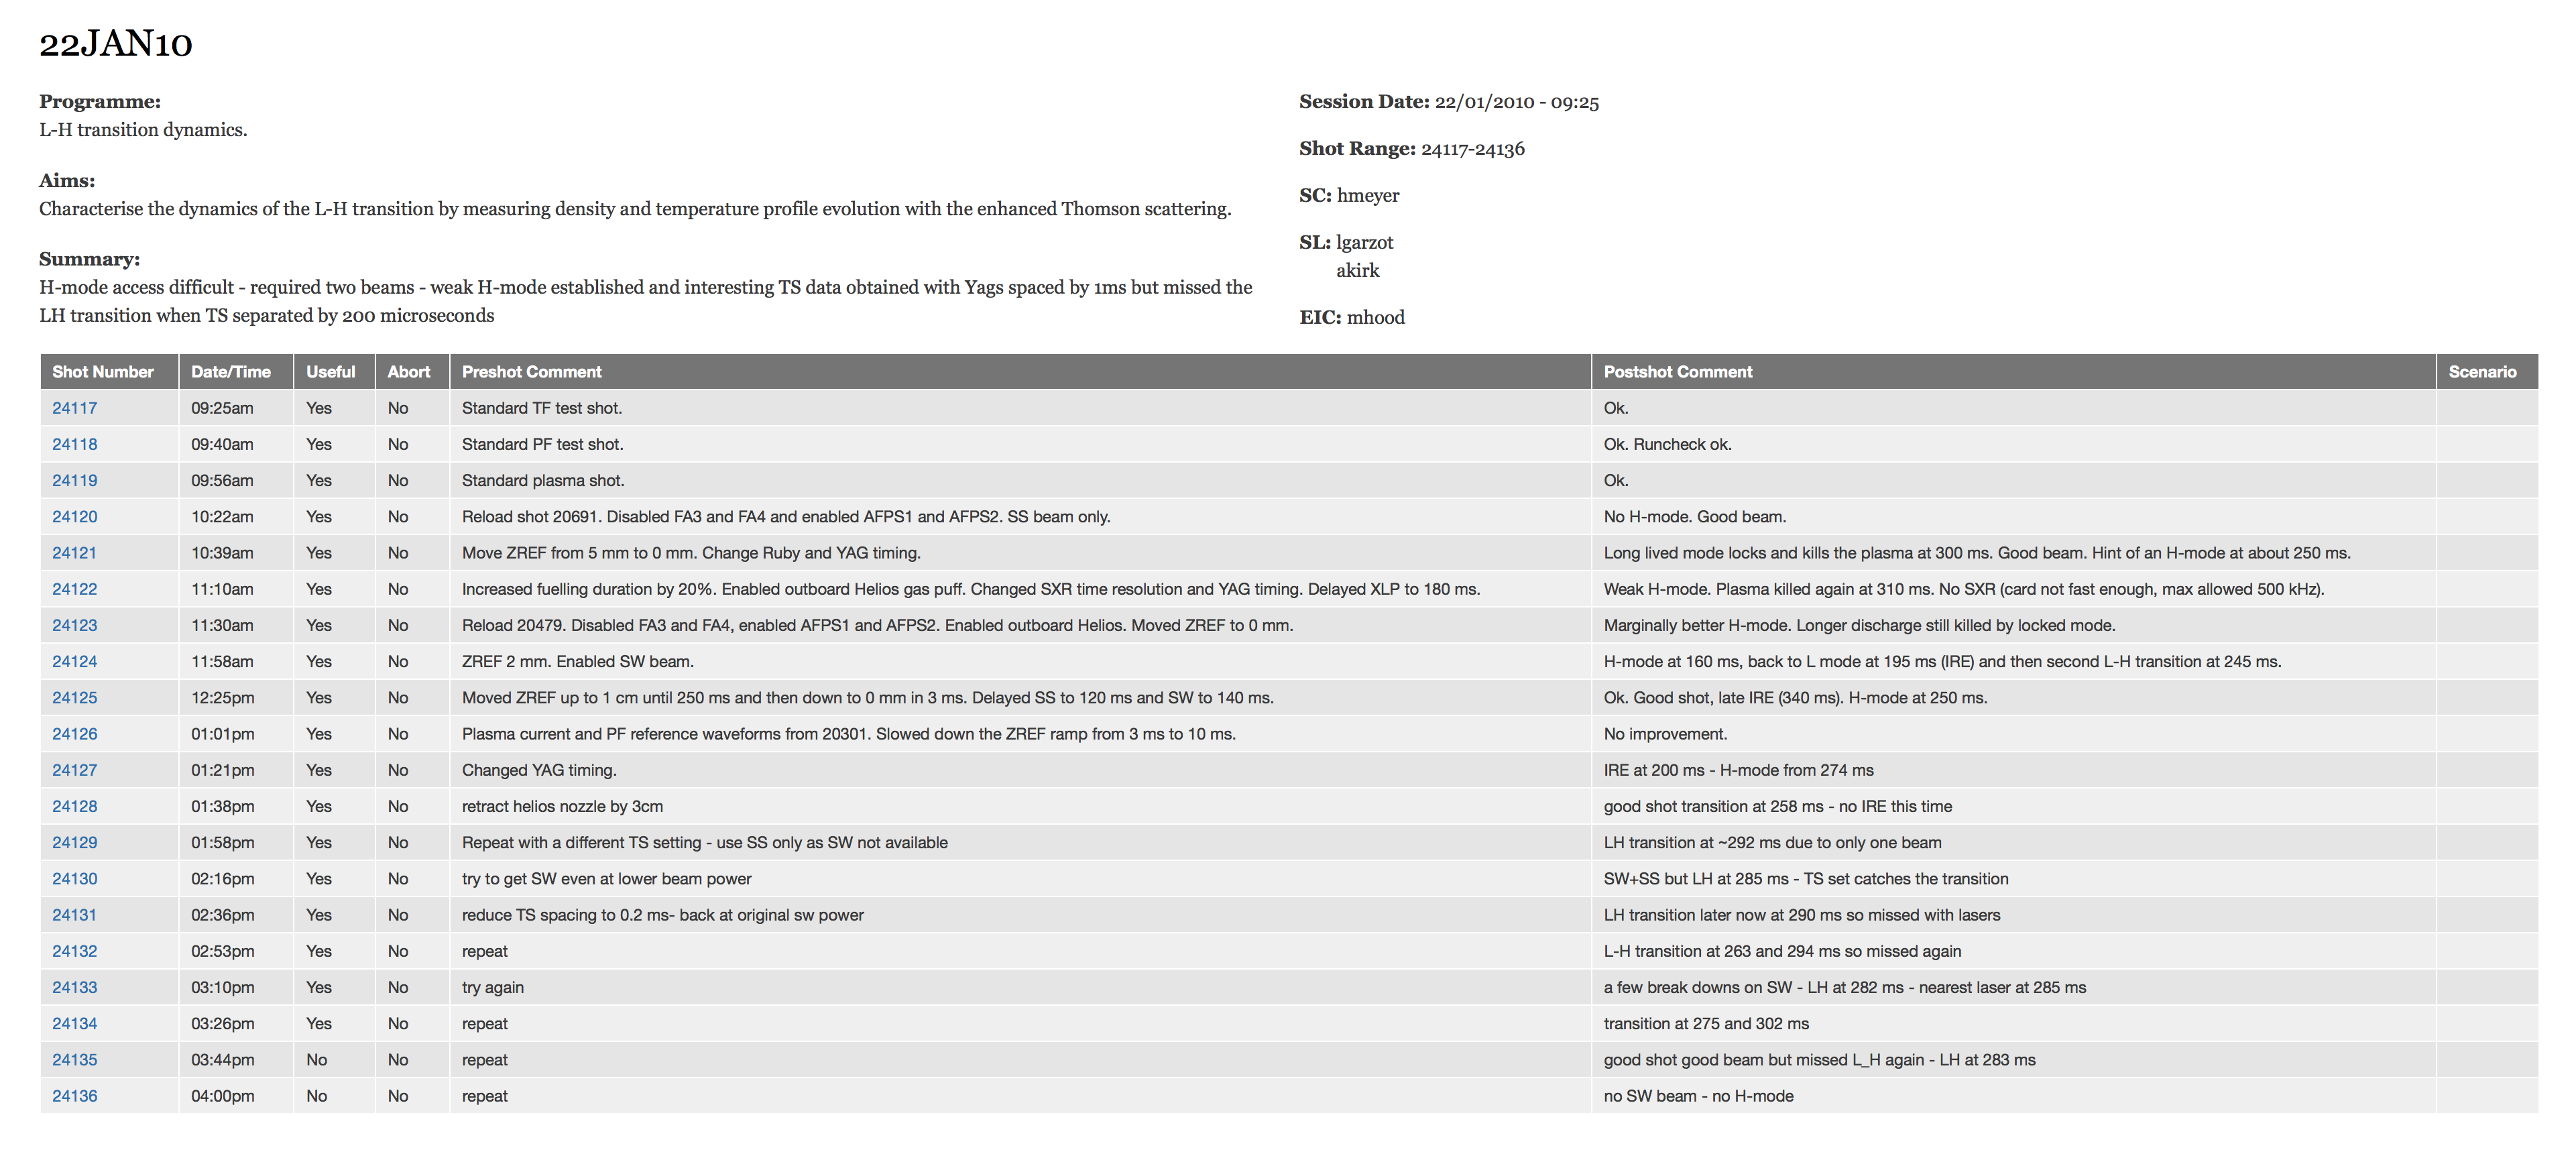 22JAN10
Programme:
L-H transition dynamics.
Aims:
Characterise the dynamics of the L-H transition by measuring density and temperature profile evolution with the enhanced Thomson scattering.
Summary:
H-mode access difficult - required two beams - weak H-mode established and interesting TS data obtained with Yags spaced by 1ms but missed the
LH transition when TS separated by 200 microseconds
Session Date: 22/01/2010 - 09:25
Shot Range: 24117-24136
SC: hmeyer
SL: lgarzot
akirk
EIC: mhood
Shot Number Date/Time Useful Abort Preshot Comment Postshot Comment Scenario
24117 09:25am Yes No Standard TF test shot. Ok.
24118 09:40am Yes No Standard PF test shot. Ok. Runcheck ok.
24119 09:56am Yes No Standard plasma shot. Ok.
24120 10:22am Yes No Reload shot 20691. Disabled FA3 and FA4 and enabled AFPS1 and AFPS2. SS beam only. No H-mode. Good beam.
24121 10:39am Yes No Move ZREF from 5 mm to 0 mm. Change Ruby and YAG timing. Long lived mode locks and kills the plasma at 300 ms. Good beam. Hint of an H-mode at about 250 ms.
24122 11:10am Yes No Increased fuelling duration by 20%. Enabled outboard Helios gas puff. Changed SXR time resolution and YAG timing. Delayed XLP to 180 ms. Weak H-mode. Plasma killed again at 310 ms. No SXR (card not fast enough, max allowed 500 kHz).
24123 11:30am Yes No Reload 20479. Disabled FA3 and FA4, enabled AFPS1 and AFPS2. Enabled outboard Helios. Moved ZREF to 0 mm. Marginally better H-mode. Longer discharge still killed by locked mode.
24124 11:58am Yes No ZREF 2 mm. Enabled SW beam. H-mode at 160 ms, back to L mode at 195 ms (IRE) and then second L-H transition at 245 ms.
24125 12:25pm Yes No Moved ZREF up to 1 cm until 250 ms and then down to 0 mm in 3 ms. Delayed SS to 120 ms and SW to 140 ms. Ok. Good shot, late IRE (340 ms). H-mode at 250 ms.
24126 01:01pm Yes No Plasma current and PF reference waveforms from 20301. Slowed down the ZREF ramp from 3 ms to 10 ms. No improvement.
24127 01:21pm Yes No Changed YAG timing. IRE at 200 ms - H-mode from 274 ms
24128 01:38pm Yes No retract helios nozzle by 3cm good shot transition at 258 ms - no IRE this time
24129 01:58pm Yes No Repeat with a different TS setting - use SS only as SW not available LH transition at ~292 ms due to only one beam
24130 02:16pm Yes No try to get SW even at lower beam power SW+SS but LH at 285 ms - TS set catches the transition
24131 02:36pm Yes No reduce TS spacing to 0.2 ms- back at original sw power LH transition later now at 290 ms so missed with lasers
24132 02:53pm Yes No repeat L-H transition at 263 and 294 ms so missed again
24133 03:10pm Yes No try again a few break downs on SW - LH at 282 ms - nearest laser at 285 ms
24134 03:26pm Yes No repeat transition at 275 and 302 ms
24135 03:44pm No No repeat good shot good beam but missed L_H again - LH at 283 ms
24136 04:00pm No No repeat no SW beam - no H-mode